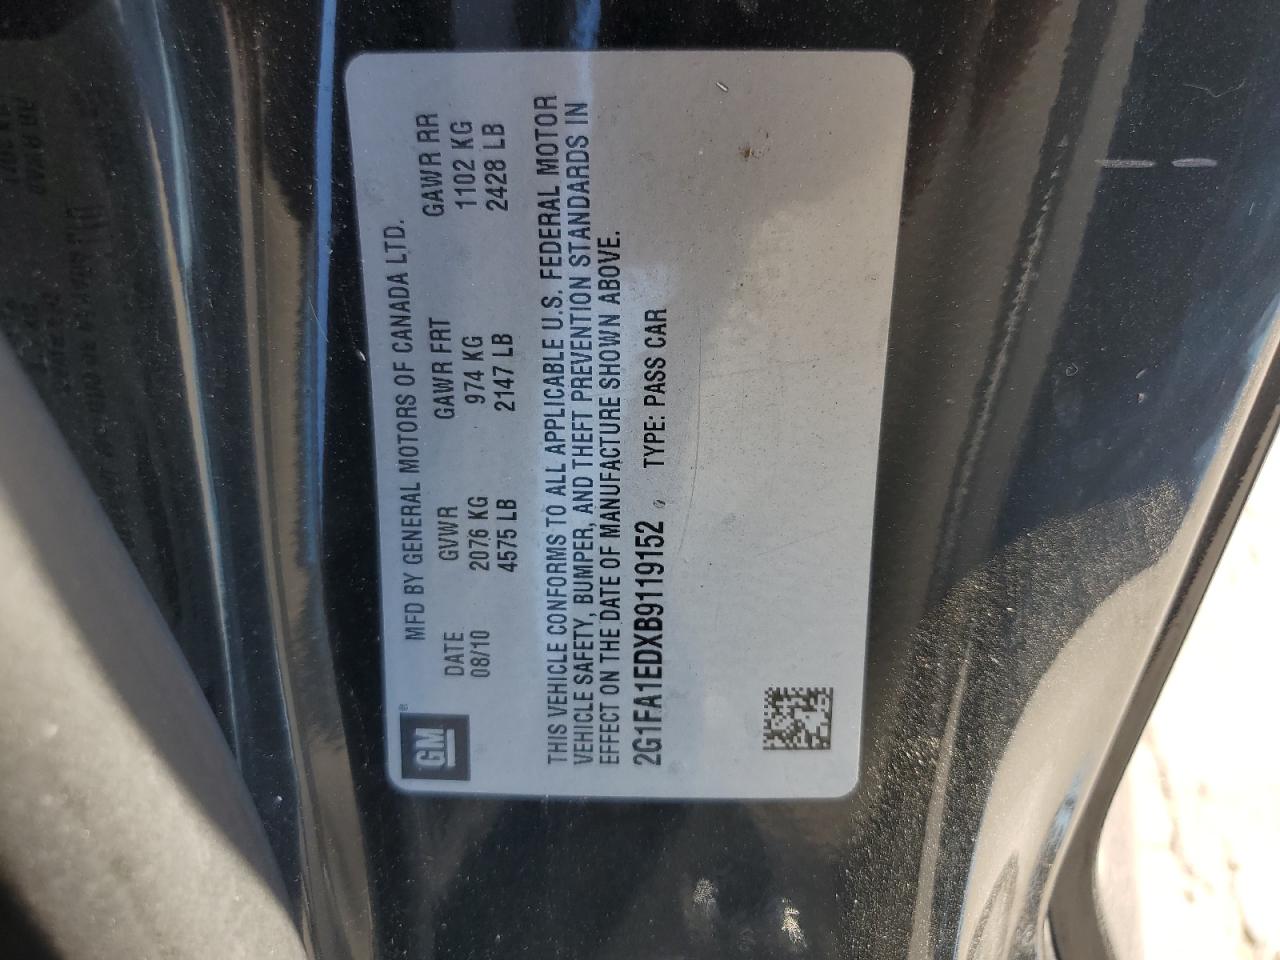 GM®
MFD BY GENERAL MOTORS OF CANADA LTD.
DATE GVWR GAWR FRT GAWR RR
08/10 2076 KG 974 KG 1102 KG
4575 LB 2147 LB 2428 LB
THIS VEHICLE CONFORMS TO ALL APPLICABLE U.S. FEDERAL MOTOR
VEHICLE SAFETY, BUMPER, AND THEFT PREVENTION STANDARDS IN
EFFECT ON THE DATE OF MANUFACTURE SHOWN ABOVE.
2G1FA1EDXB9119152 TYPE: PASS CAR